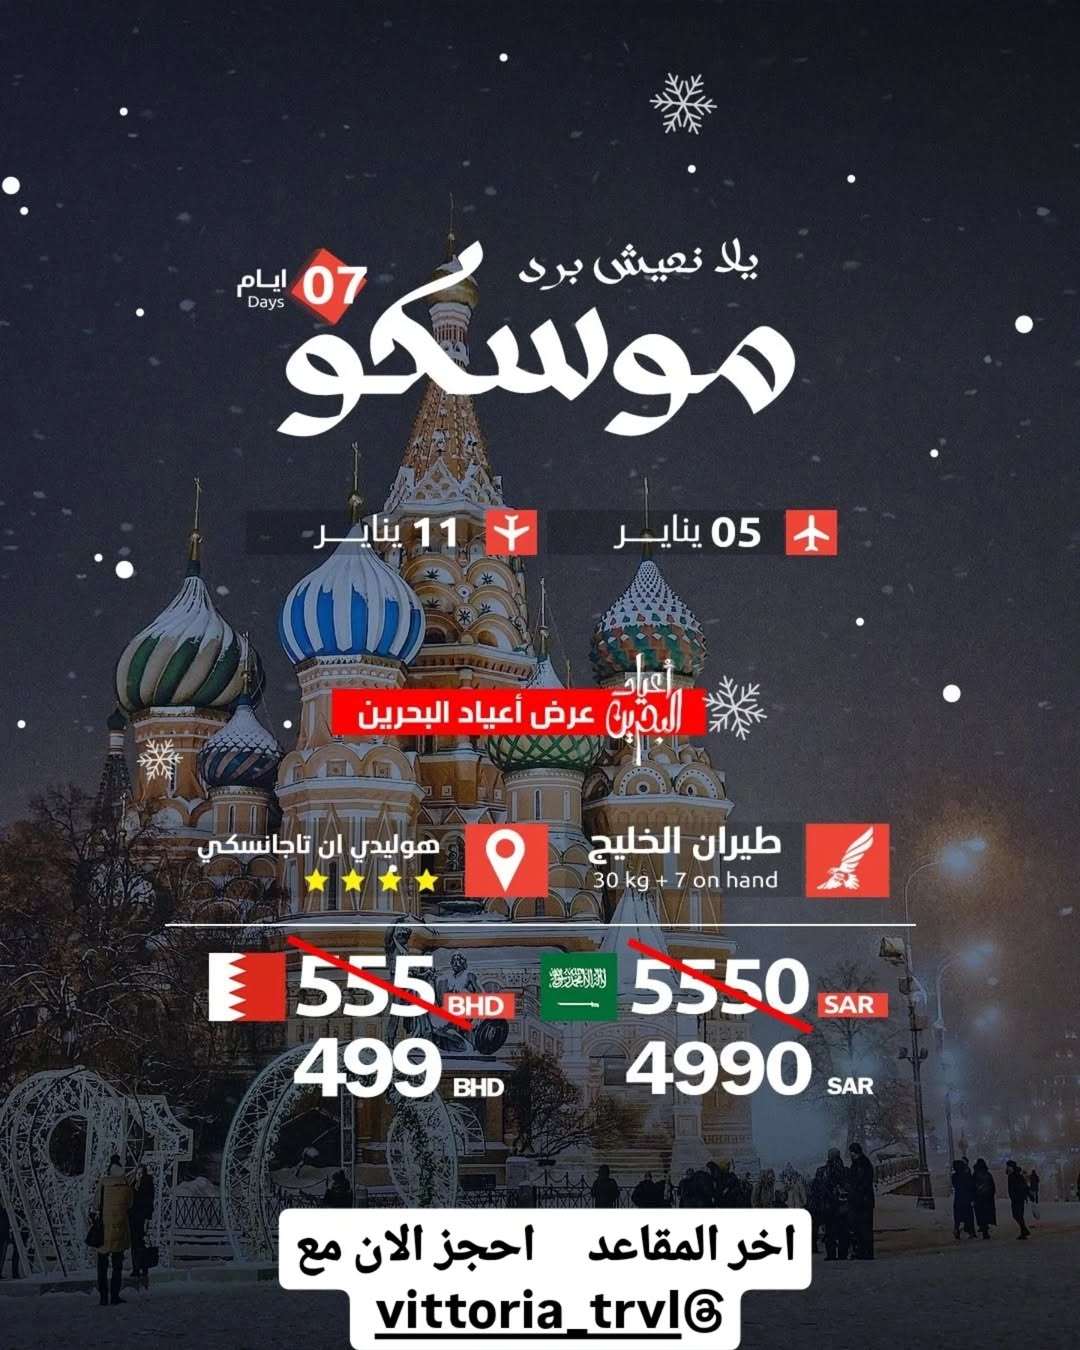 يلا نعيش برد
07 ايام
Days
موسكو
05 ينايــر
11 ينايــر
أعياد البحرين
عرض أعياد البحرين
طيران الخليج
30 kg + 7 on hand
هوليدي ان تاجانسكي
5550 SAR
4990 SAR
555 BHD
499 BHD
اخر المقاعد احجز الان مع
vittoria_trvl